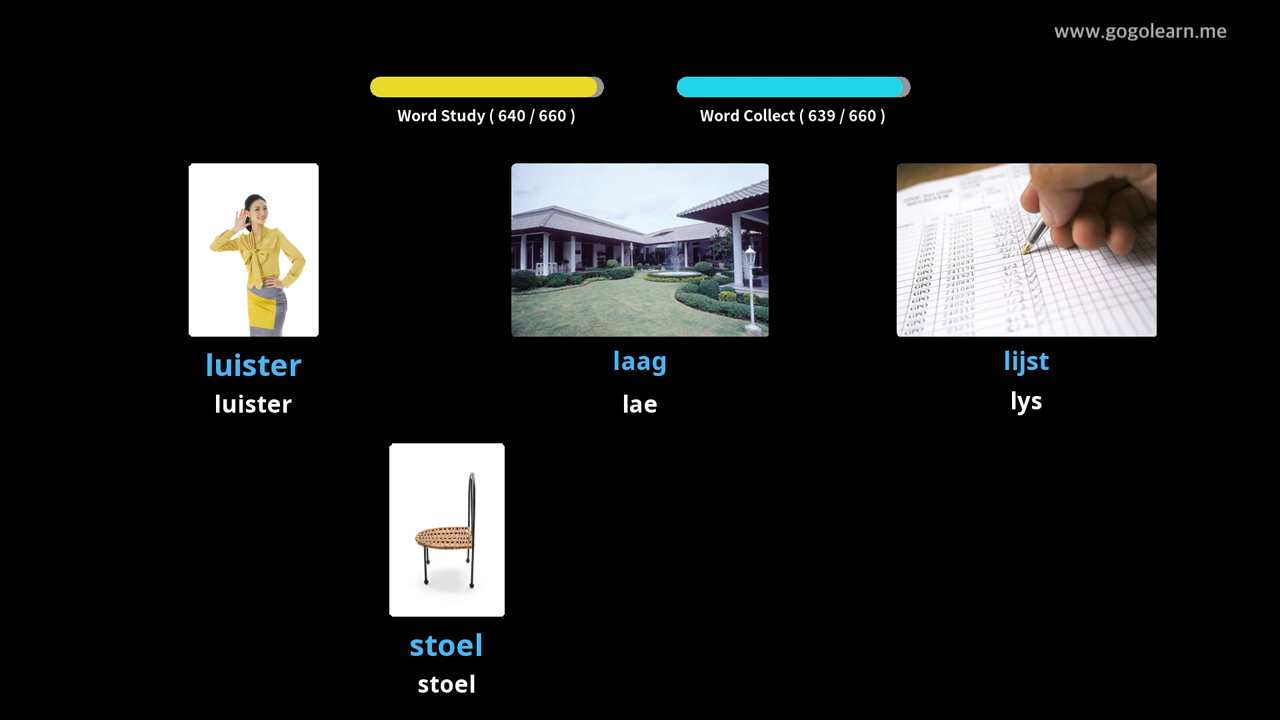 www.gogolearn.me
Word Study ( 640 / 660 )
Word Collect ( 639 / 660 )
luister
luister
laag
lae
lijst
lys
stoel
stoel